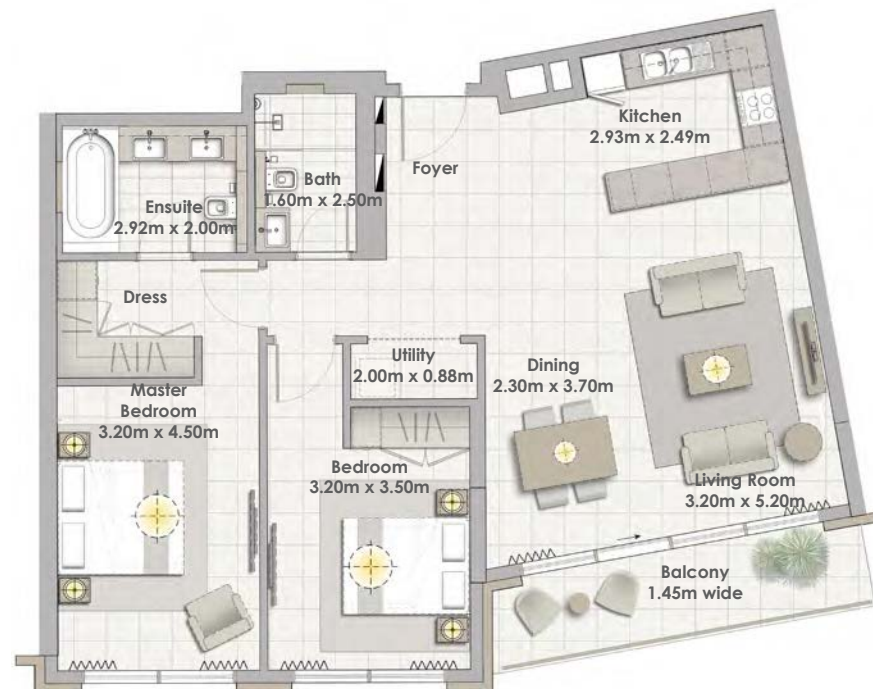 Kitchen
2.93m x 2.49m
Foyer
Bath
1.60m x 2.50m
Ensuite
2.92m x 2.00m
Dress
Utility
2.00m x 0.88m
Dining
2.30m x 3.70m
Master
Bedroom
3.20m x 4.50m
Bedroom
3.20m x 3.50m
Living Room
3.20m x 5.20m
Balcony
1.45m wide